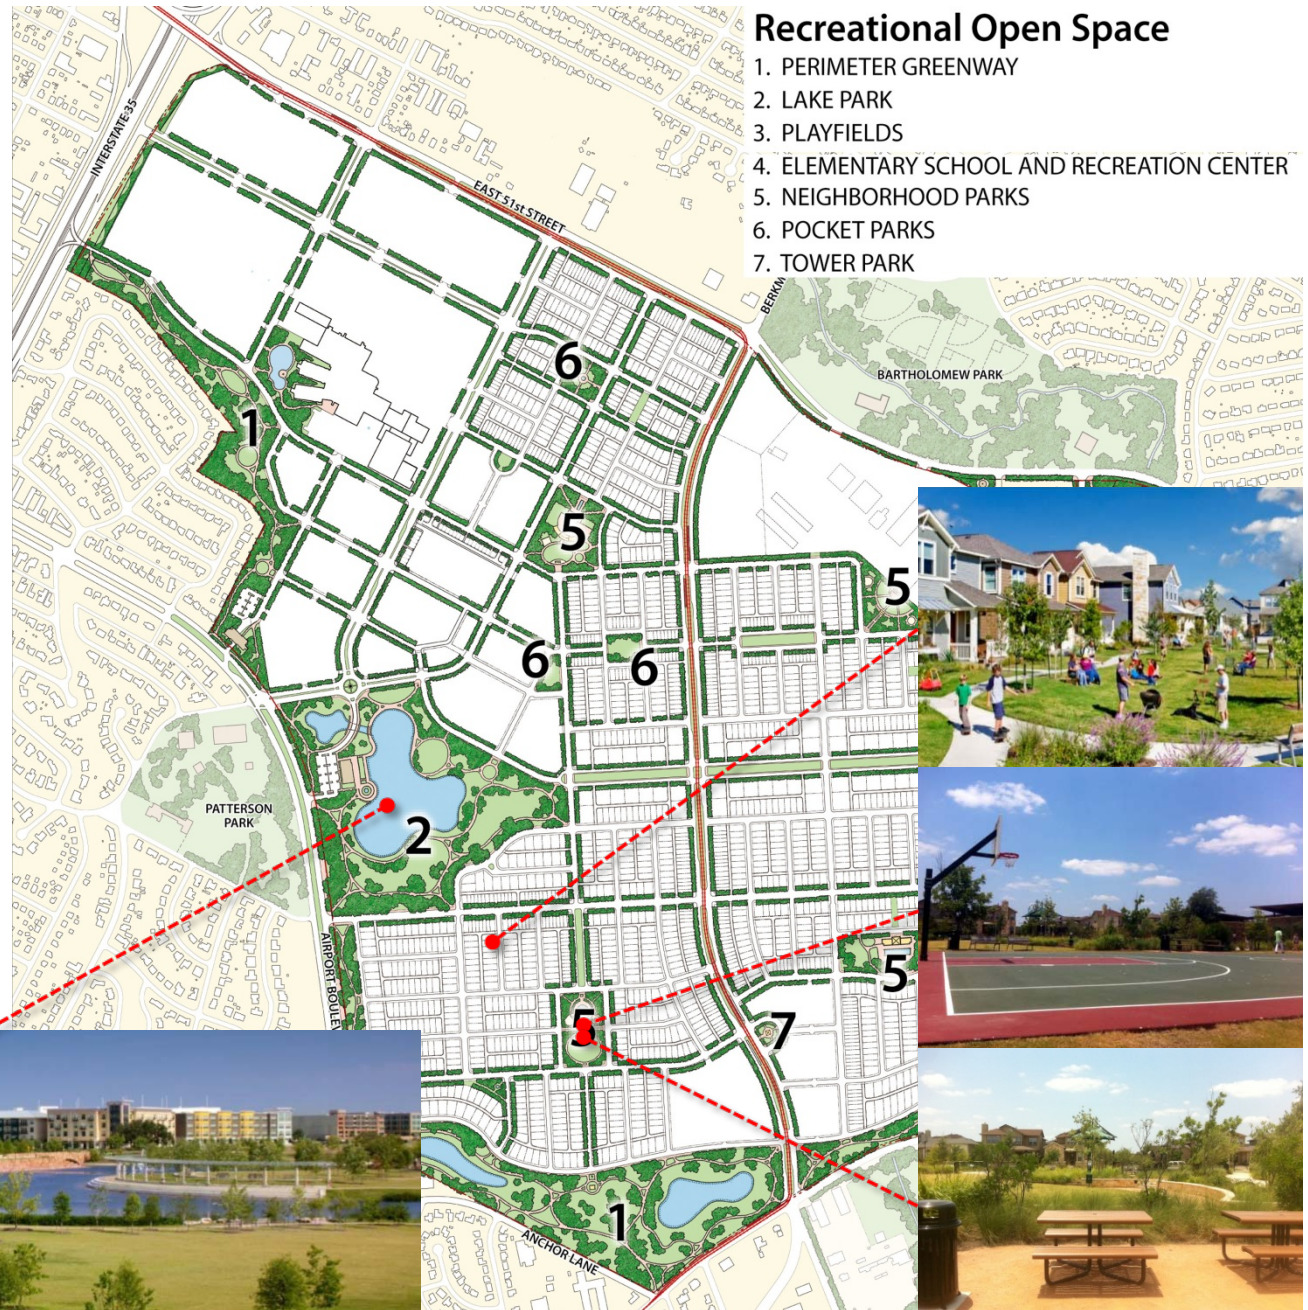 Recreational Open Space
1. PERIMETER GREENWAY
2. LAKE PARK
3. PLAYFIELDS
4. ELEMENTARY SCHOOL AND RECREATION CENTER
5. NEIGHBORHOOD PARKS
6. POCKET PARKS
7. TOWER PARK
INTERSTATE 35
EAST 51st STREET
BERKM
BARTHOLOMEW PARK
6
1
5
5
6
6
PATTERSON
PARK
2
AIRPORT BOULEV
5
5
7
1
ANCHOR LANE